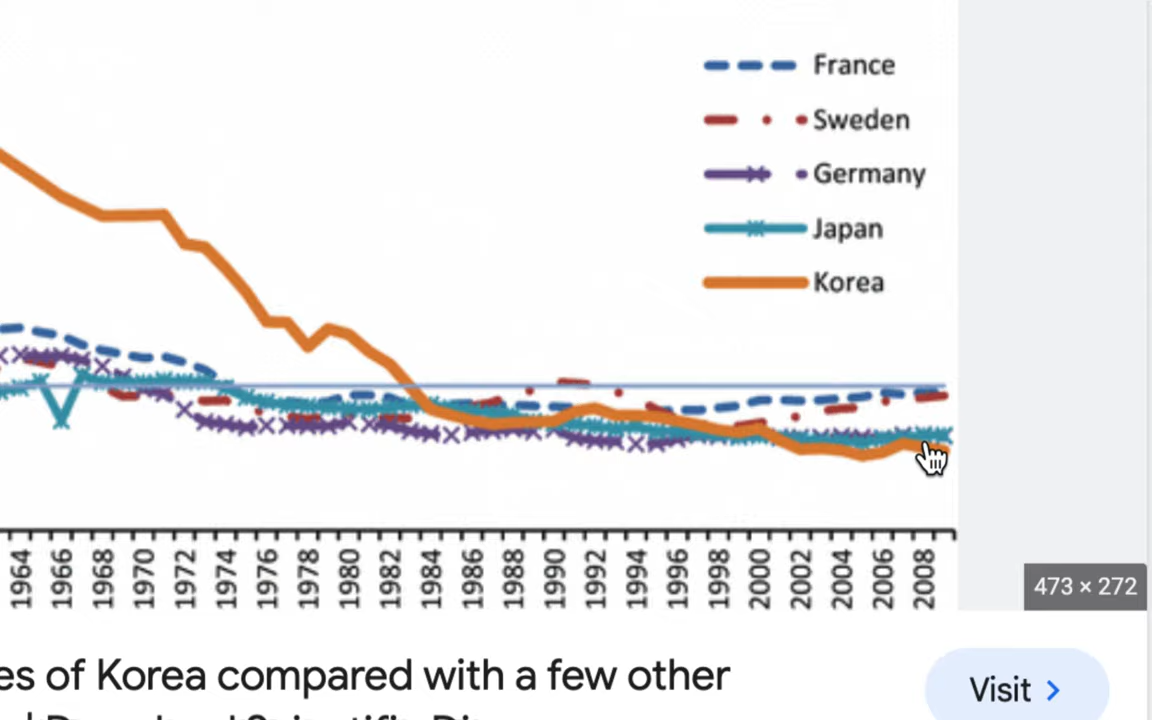 France
Sweden
Germany
Japan
Korea
1964 1966 1968 1970 1972 1974 1976 1978 1980 1982 1984 1986 1988 1990 1992 1994 1996 1998 2000 2002 2004 2006 2008
473 × 272
es of Korea compared with a few other
Visit